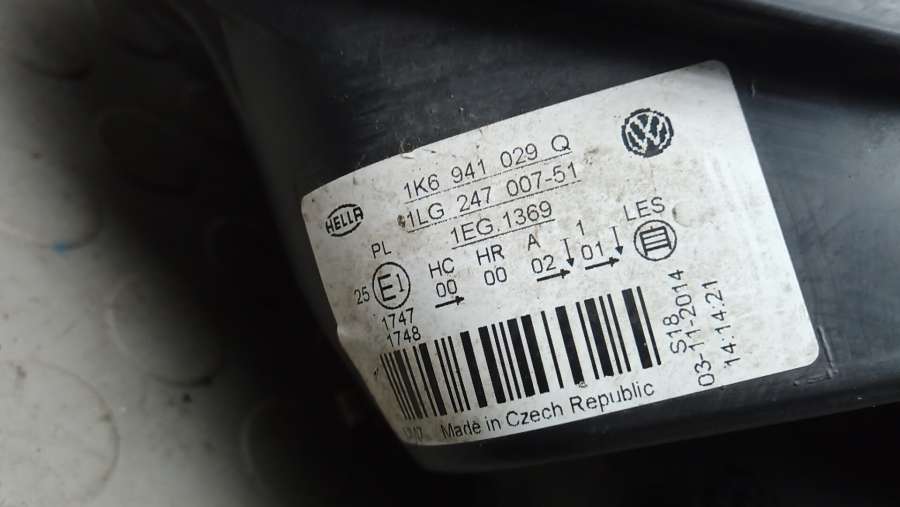 1K6 941 029 Q
1LG 247 007-51
1EG.1369
HELLA
PL
HC HR A 1 LES
25 E1 00 00 02 01
1747
1748
S18
03-11-2014
14:14:21
Made in Czech Republic